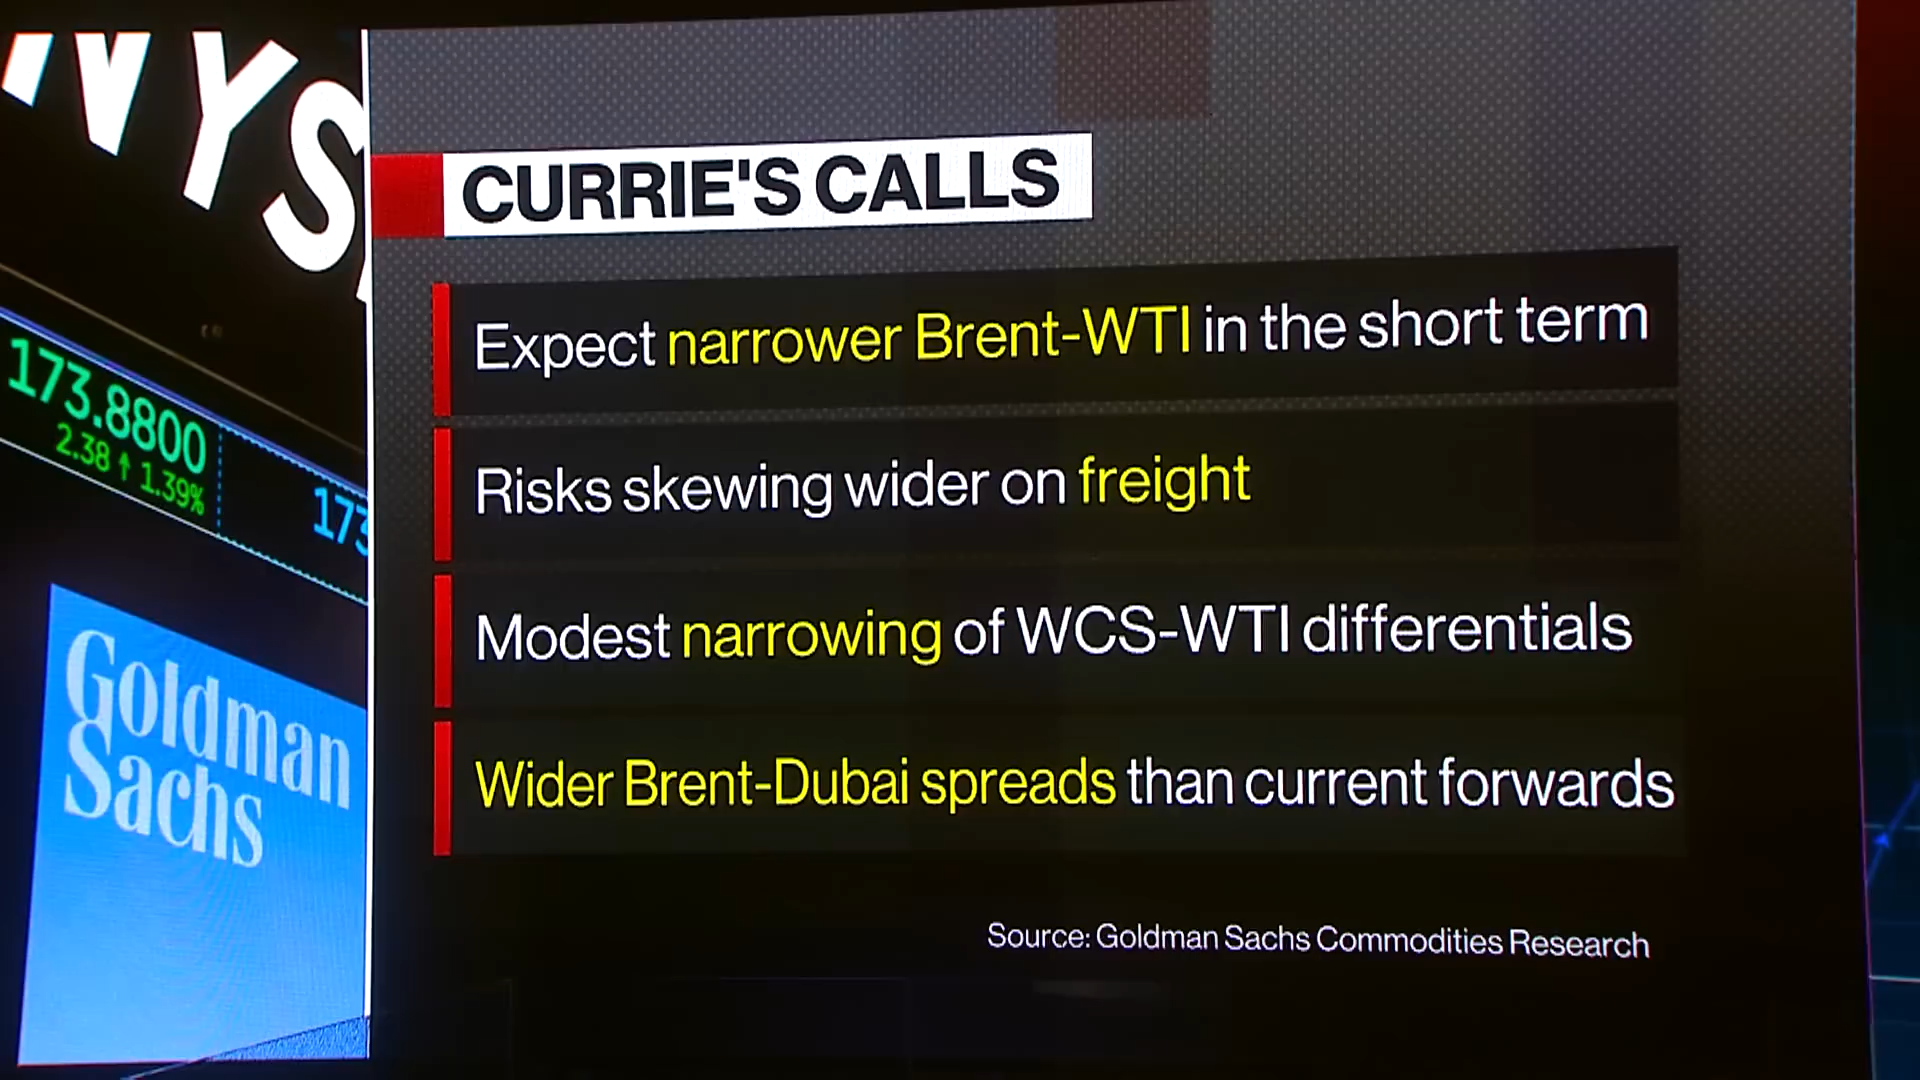 NYS
173.8800
2.38 ↑ 1.39%
173
Goldman
Sachs
CURRIE'S CALLS
Expect narrower Brent-WTI in the short term
Risks skewing wider on freight
Modest narrowing of WCS-WTI differentials
Wider Brent-Dubai spreads than current forwards
Source: Goldman Sachs Commodities Research